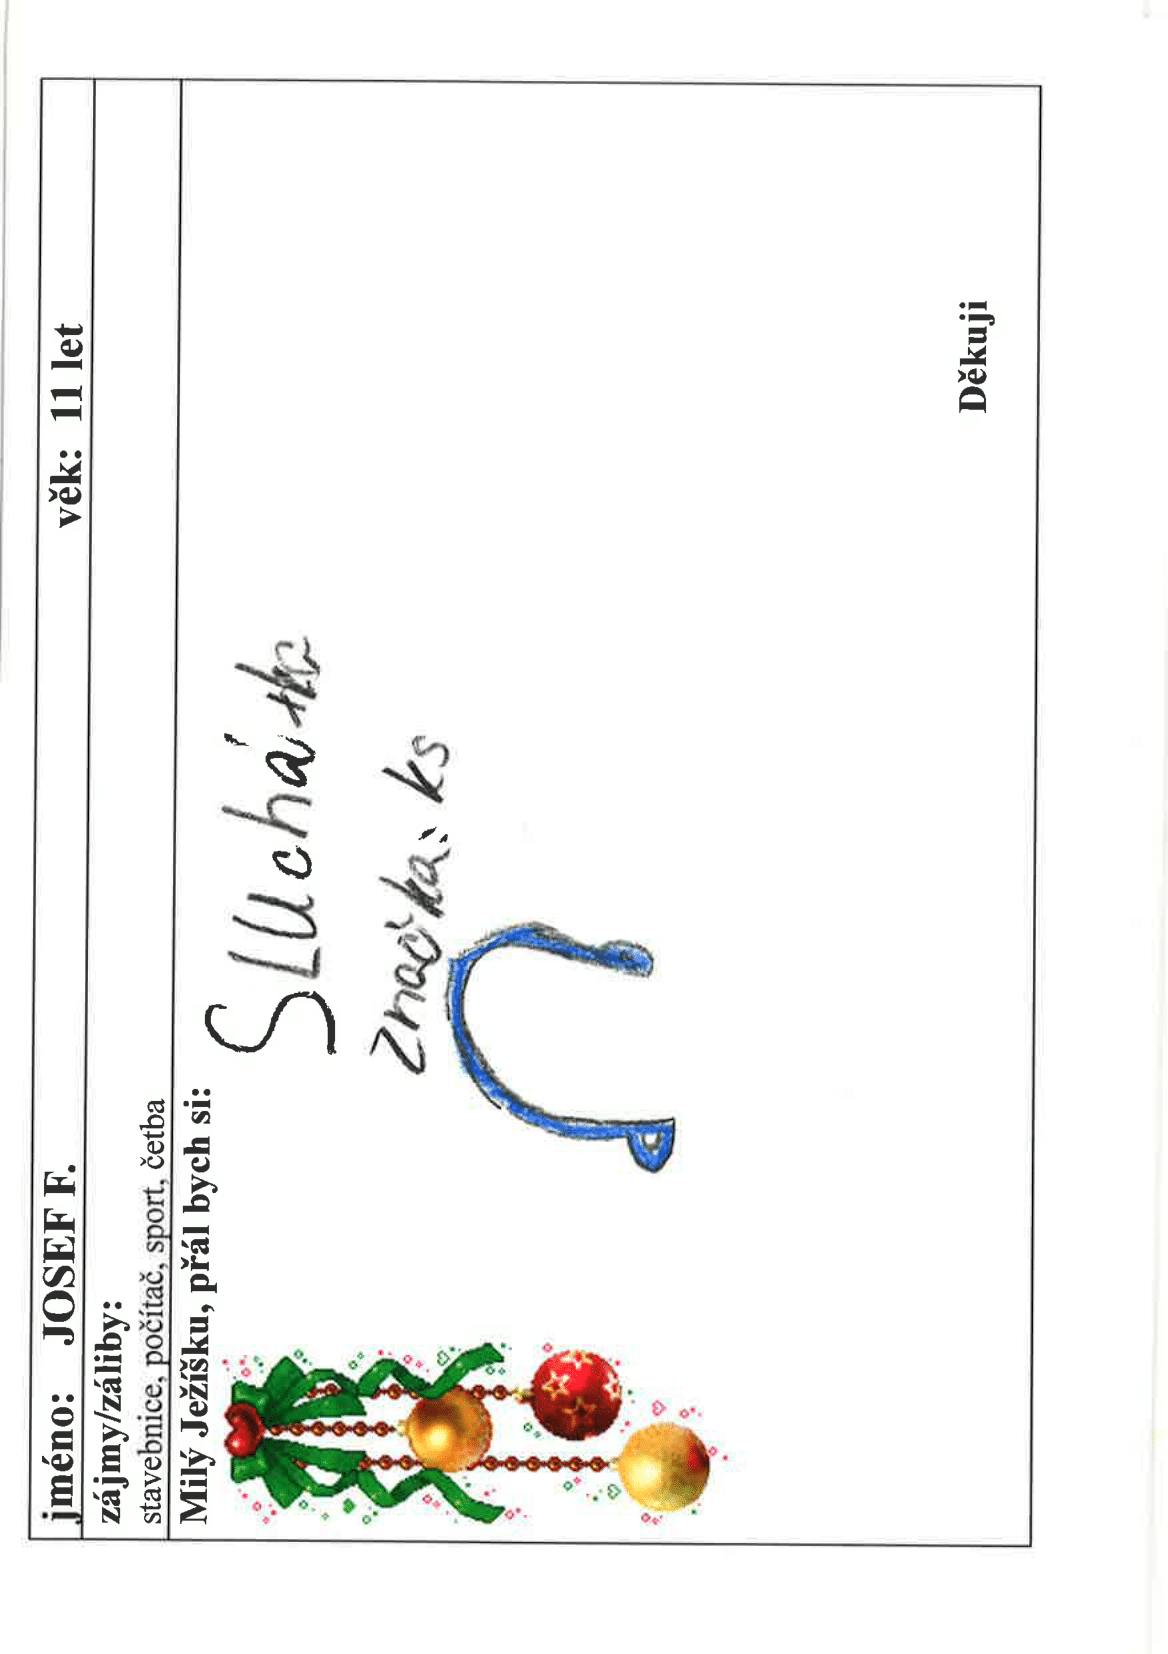 jméno: JOSEF F. věk: 11 let
zájmy/záliby:
stavebnice, počítač, sport, četba
Milý Ježíšku, přál bych si:
SLUchátka
značka: ks
Děkuji